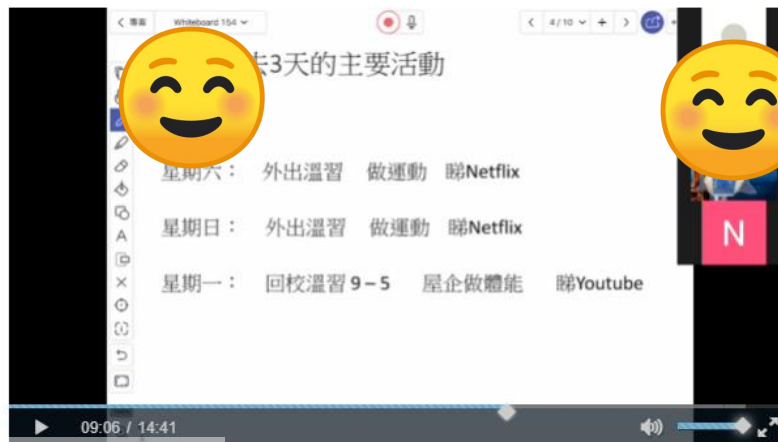 專案 Whiteboard 154 4/10
3天的主要活動
星期六： 外出溫習 做運動 睇Netflix
星期日： 外出溫習 做運動 睇Netflix
星期一： 回校溫習 9 – 5 屋企做體能 睇Youtube
A
N
09:06 / 14:41